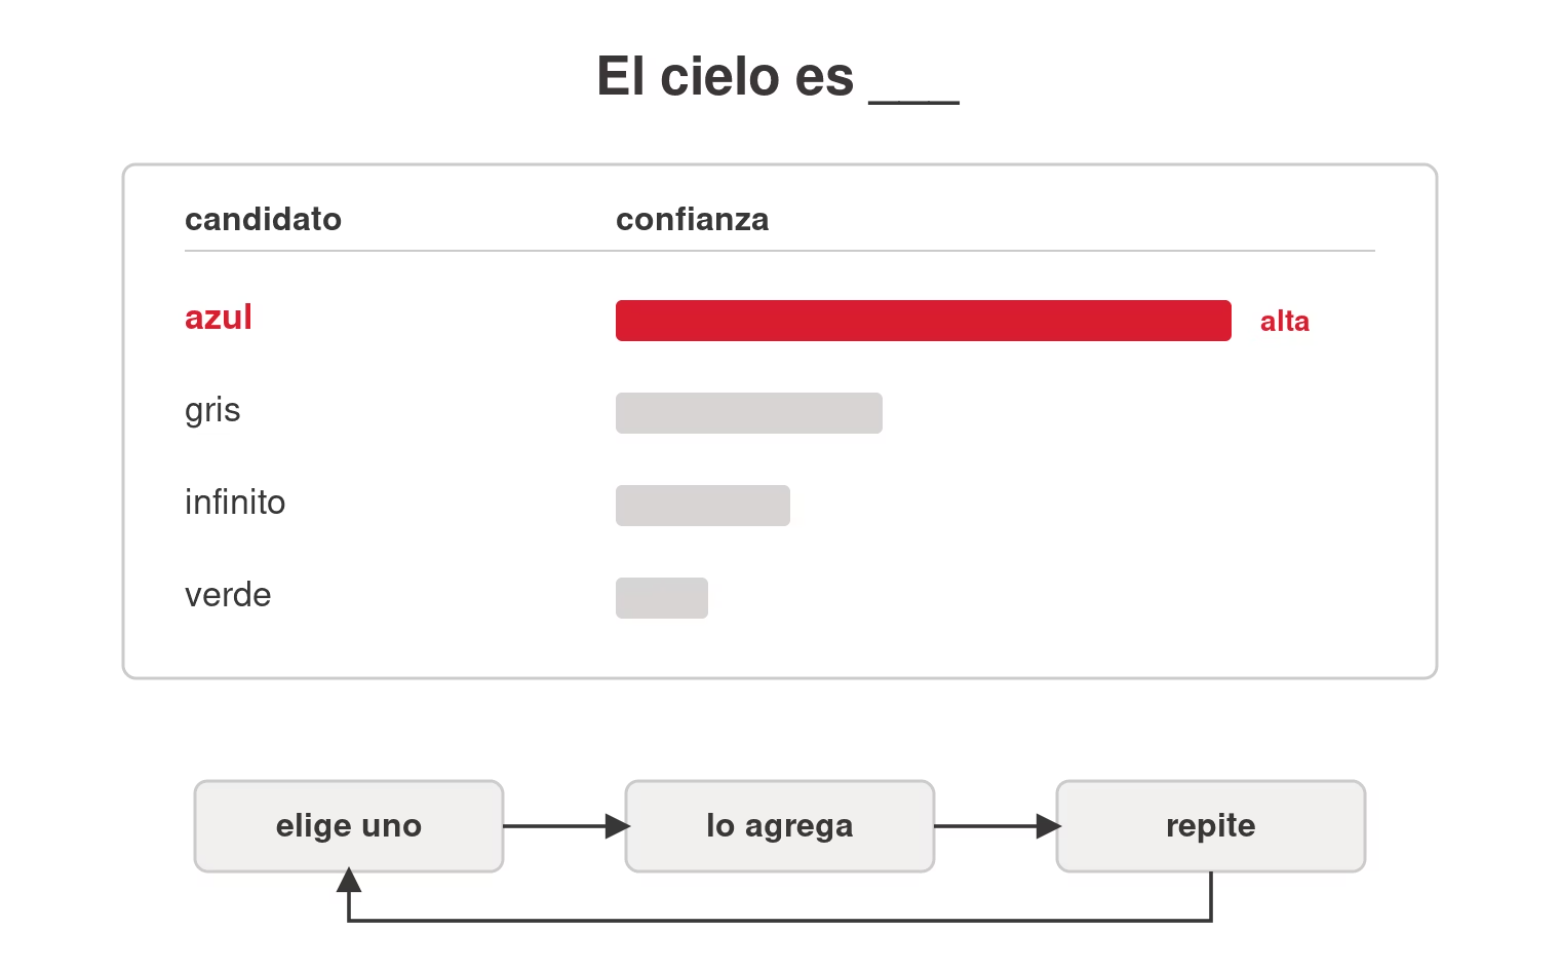 El cielo es ___
candidato confianza
azul alta
gris
infinito
verde
elige uno lo agrega repite